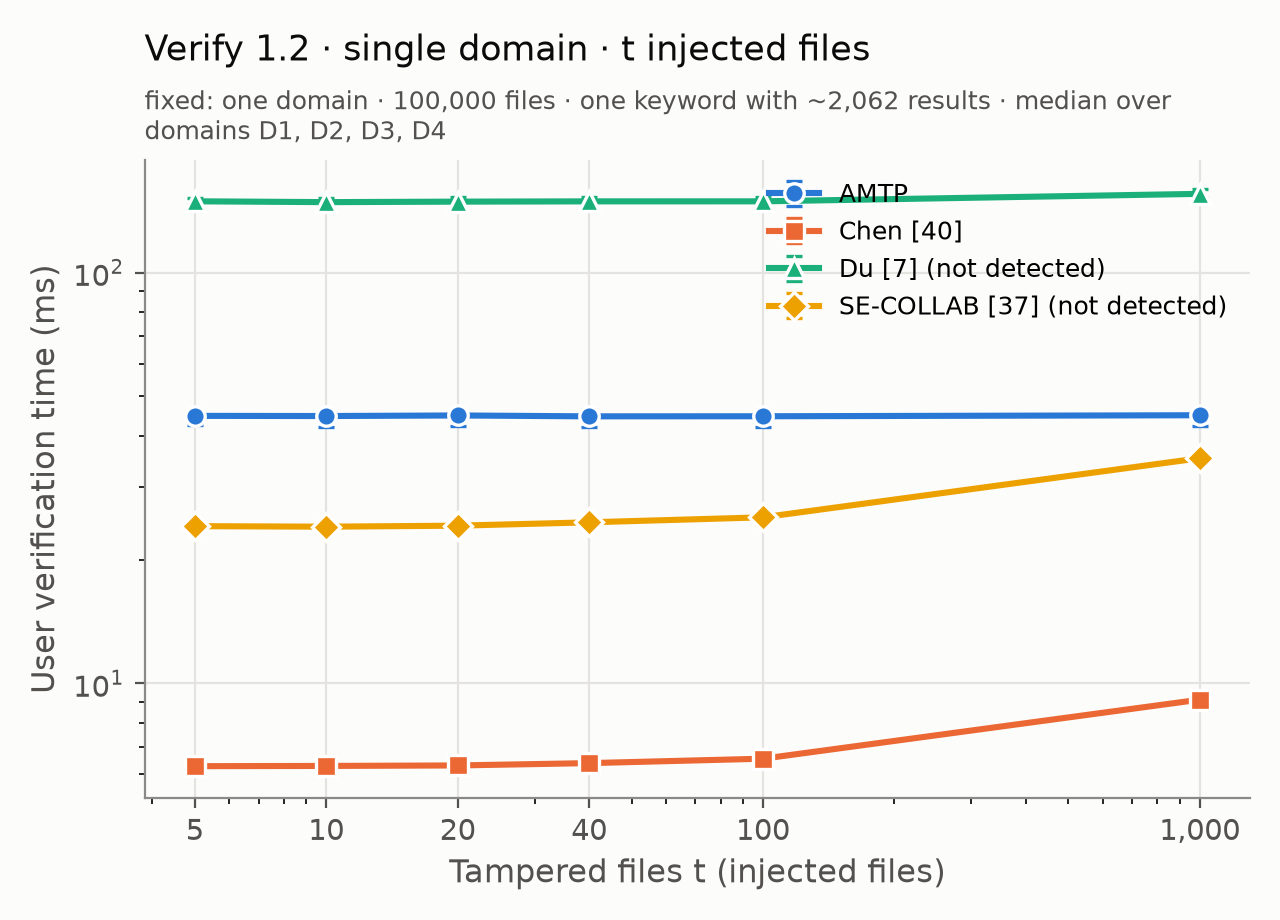 Verify 1.2 · single domain · t injected files
fixed: one domain · 100,000 files · one keyword with ~2,062 results · median over
domains D1, D2, D3, D4
AMTP
Chen [40]
Du [7] (not detected)
SE-COLLAB [37] (not detected)
User verification time (ms)
10²
10¹
5 10 20 40 100 1,000
Tampered files t (injected files)